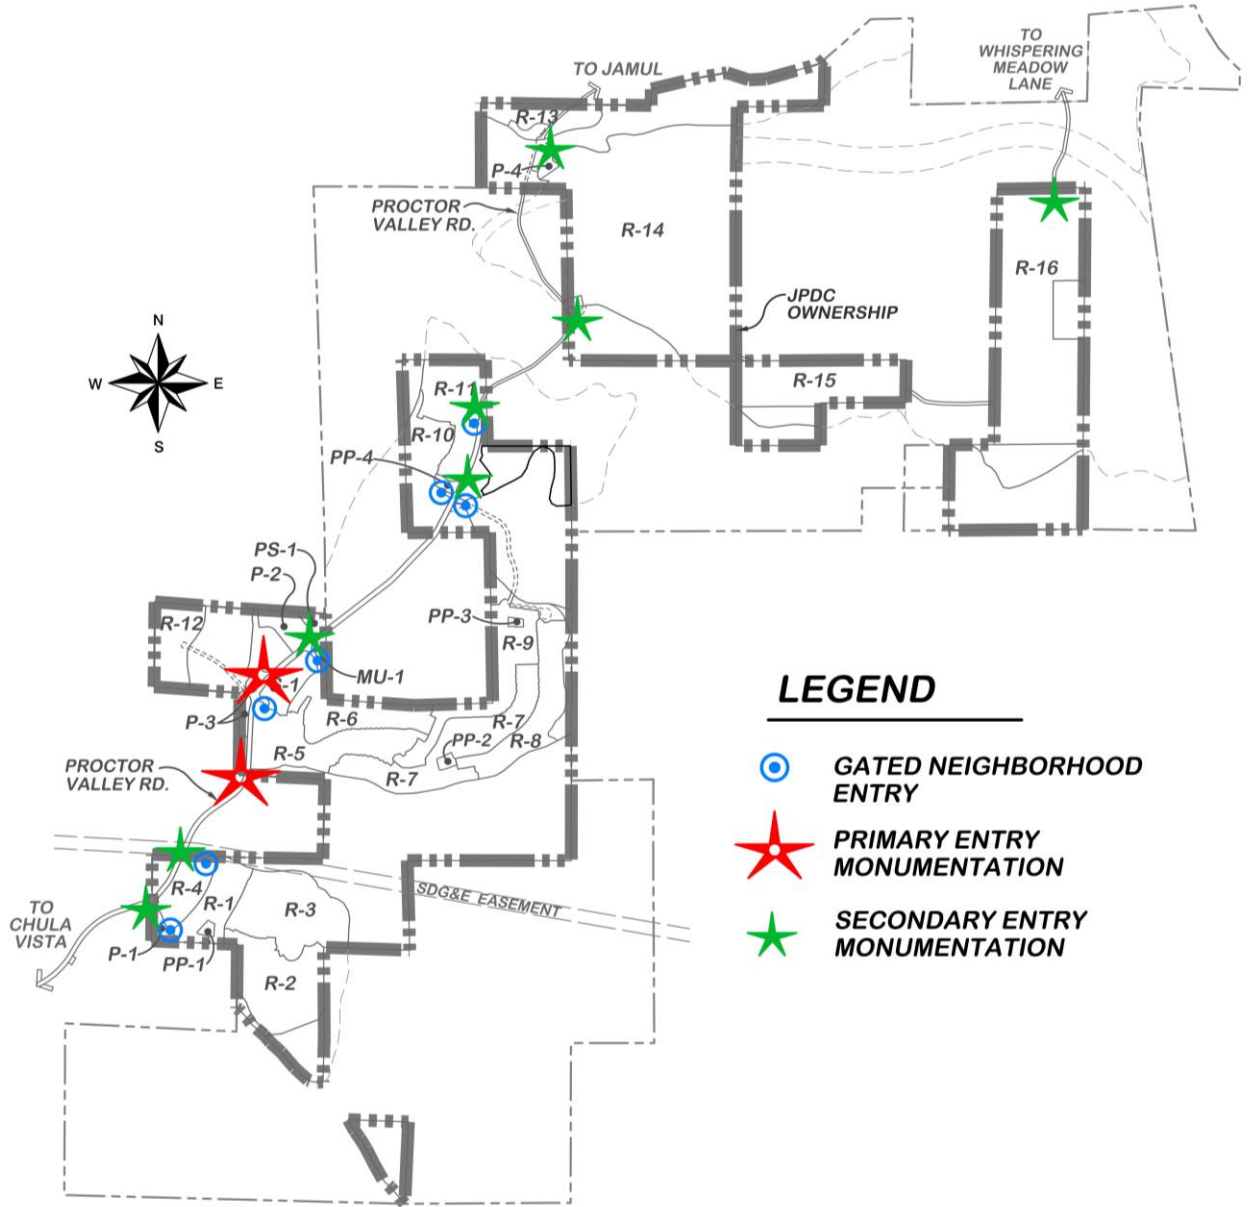 TO
WHISPERING
MEADOW
LANE
TO JAMUL
R-13
P-4
PROCTOR
VALLEY RD.
R-14
R-16
JPDC
OWNERSHIP
N
W
E
S
R-15
R-11
R-10
PP-4
PS-1
P-2
R-12
PP-3
R-9
MU-1
-1
P-3
R-6
R-7
R-5
PP-2
R-8
R-7
PROCTOR
VALLEY RD.
LEGEND
GATED NEIGHBORHOOD
ENTRY
PRIMARY ENTRY
MONUMENTATION
SECONDARY ENTRY
MONUMENTATION
R-4
R-1
R-3
SDG&E EASEMENT
TO
CHULA
VISTA
P-1
PP-1
R-2